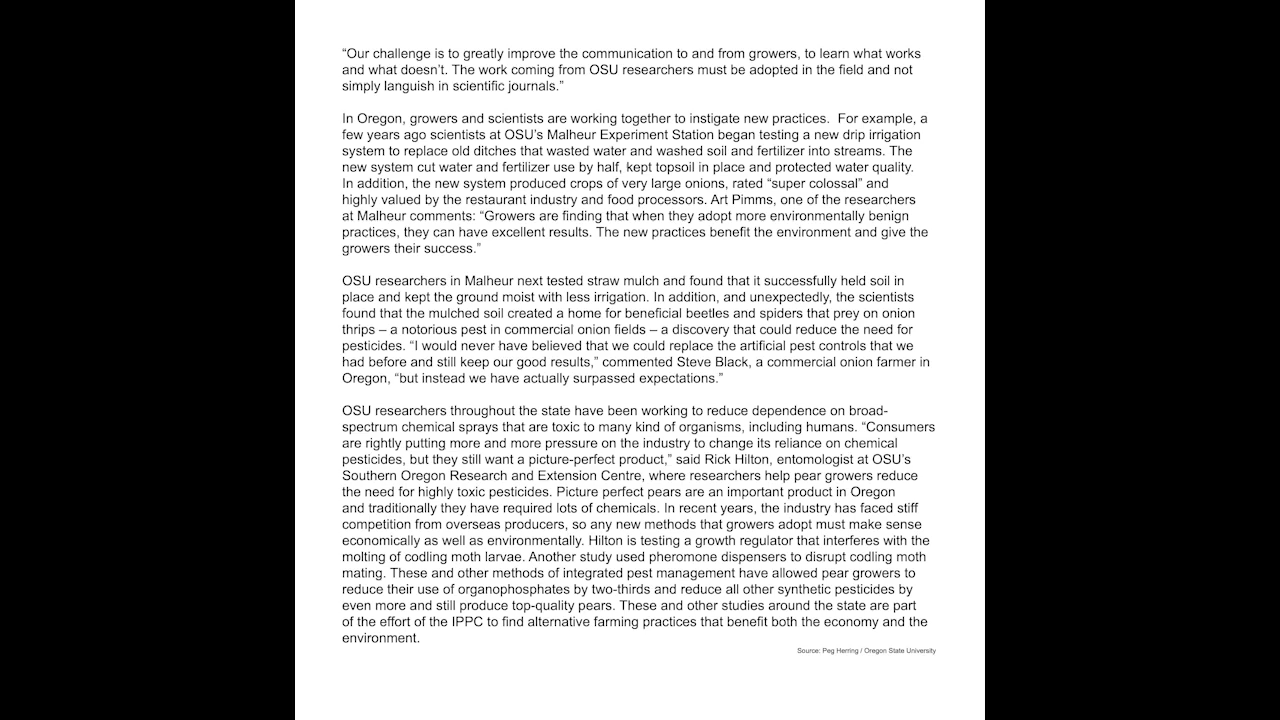 “Our challenge is to greatly improve the communication to and from growers, to learn what works
and what doesn’t. The work coming from OSU researchers must be adopted in the field and not
simply languish in scientific journals.”
In Oregon, growers and scientists are working together to instigate new practices.  For example, a
few years ago scientists at OSU’s Malheur Experiment Station began testing a new drip irrigation
system to replace old ditches that wasted water and washed soil and fertilizer into streams. The
new system cut water and fertilizer use by half, kept topsoil in place and protected water quality.
In addition, the new system produced crops of very large onions, rated “super colossal” and
highly valued by the restaurant industry and food processors. Art Pimms, one of the researchers
at Malheur comments: “Growers are finding that when they adopt more environmentally benign
practices, they can have excellent results. The new practices benefit the environment and give the
growers their success.”
OSU researchers in Malheur next tested straw mulch and found that it successfully held soil in
place and kept the ground moist with less irrigation. In addition, and unexpectedly, the scientists
found that the mulched soil created a home for beneficial beetles and spiders that prey on onion
thrips – a notorious pest in commercial onion fields – a discovery that could reduce the need for
pesticides. “I would never have believed that we could replace the artificial pest controls that we
had before and still keep our good results,” commented Steve Black, a commercial onion farmer in
Oregon, “but instead we have actually surpassed expectations.”
OSU researchers throughout the state have been working to reduce dependence on broad-
spectrum chemical sprays that are toxic to many kind of organisms, including humans. “Consumers
are rightly putting more and more pressure on the industry to change its reliance on chemical
pesticides, but they still want a picture-perfect product,” said Rick Hilton, entomologist at OSU’s
Southern Oregon Research and Extension Centre, where researchers help pear growers reduce
the need for highly toxic pesticides. Picture perfect pears are an important product in Oregon
and traditionally they have required lots of chemicals. In recent years, the industry has faced stiff
competition from overseas producers, so any new methods that growers adopt must make sense
economically as well as environmentally. Hilton is testing a growth regulator that interferes with the
molting of codling moth larvae. Another study used pheromone dispensers to disrupt codling moth
mating. These and other methods of integrated pest management have allowed pear growers to
reduce their use of organophosphates by two-thirds and reduce all other synthetic pesticides by
even more and still produce top-quality pears. These and other studies around the state are part
of the effort of the IPPC to find alternative farming practices that benefit both the economy and the
environment.
Source: Peg Herring / Oregon State University